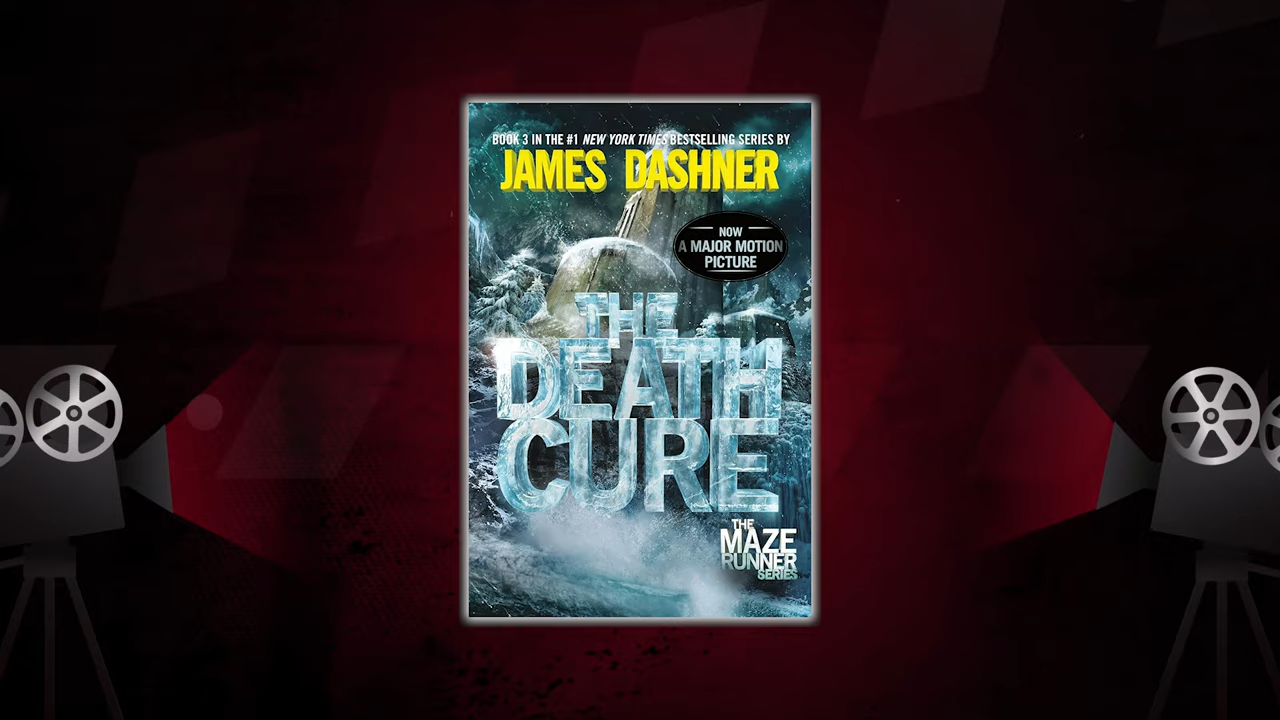 BOOK 3 IN THE #1 NEW YORK TIMES BESTSELLING SERIES BY
JAMES DASHNER
NOW
A MAJOR MOTION
PICTURE
THE
DEATH
CURE
THE
MAZE
RUNNER
SERIES